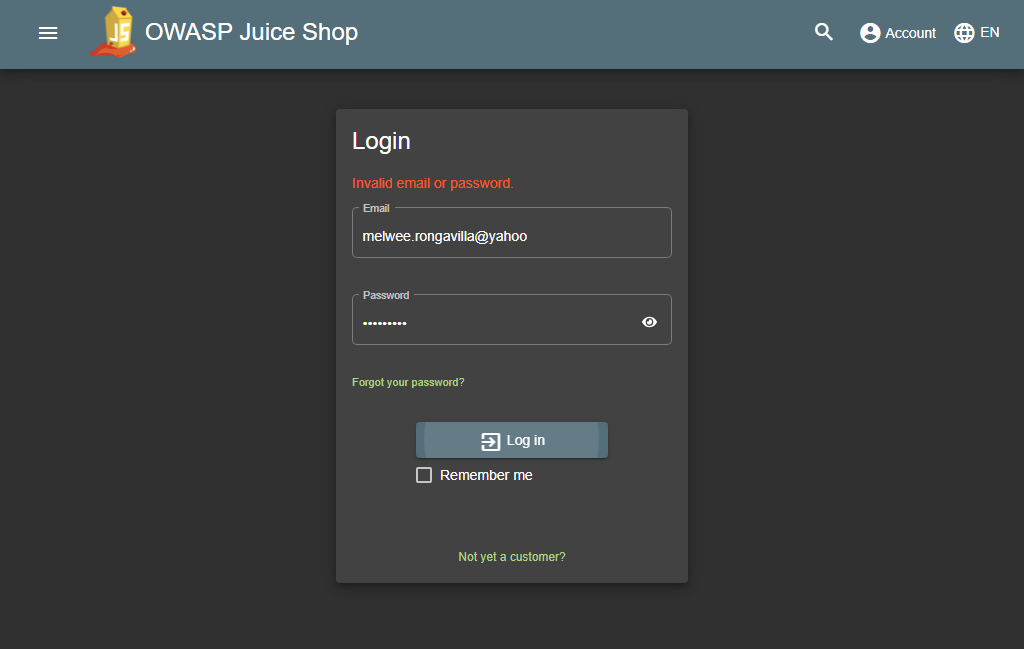 OWASP Juice Shop
Account
EN
Login
Invalid email or password.
Email
melwee.rongavilla@yahoo
Password
•••••••••
Forgot your password?
Log in
Remember me
Not yet a customer?